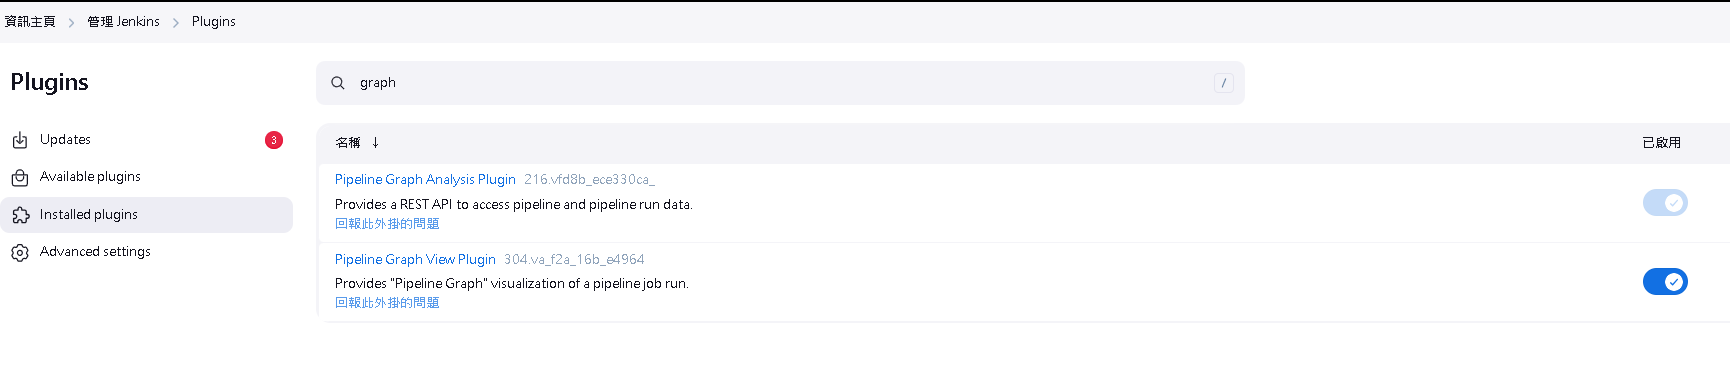 資訊主頁 > 管理 Jenkins > Plugins
Plugins
graph
/
Updates
3
Available plugins
Installed plugins
Advanced settings
名稱 ↓
已啟用
Pipeline Graph Analysis Plugin 216.vfd8b_ece330ca_
Provides a REST API to access pipeline and pipeline run data.
回報此外掛的問題
Pipeline Graph View Plugin 304.va_f2a_16b_e4964
Provides "Pipeline Graph" visualization of a pipeline job run.
回報此外掛的問題